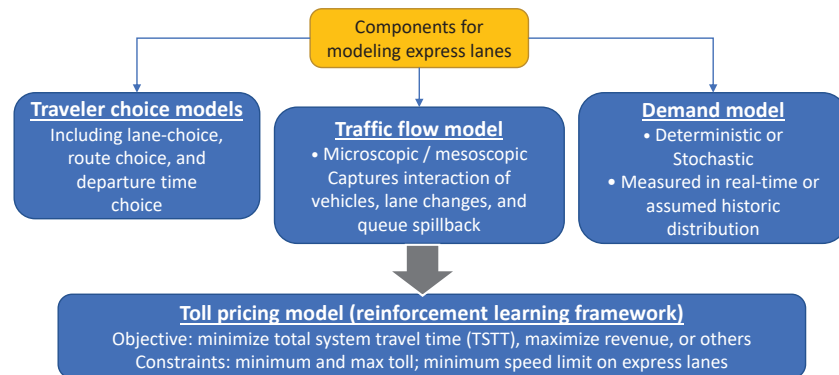 Components for
modeling express lanes
Traveler choice models
Including lane-choice,
route choice, and
departure time
choice
Traffic flow model
• Microscopic / mesoscopic
Captures interaction of
vehicles, lane changes, and
queue spillback
Demand model
• Deterministic or
Stochastic
• Measured in real-time or
assumed historic
distribution
Toll pricing model (reinforcement learning framework)
Objective: minimize total system travel time (TSTT), maximize revenue, or others
Constraints: minimum and max toll; minimum speed limit on express lanes